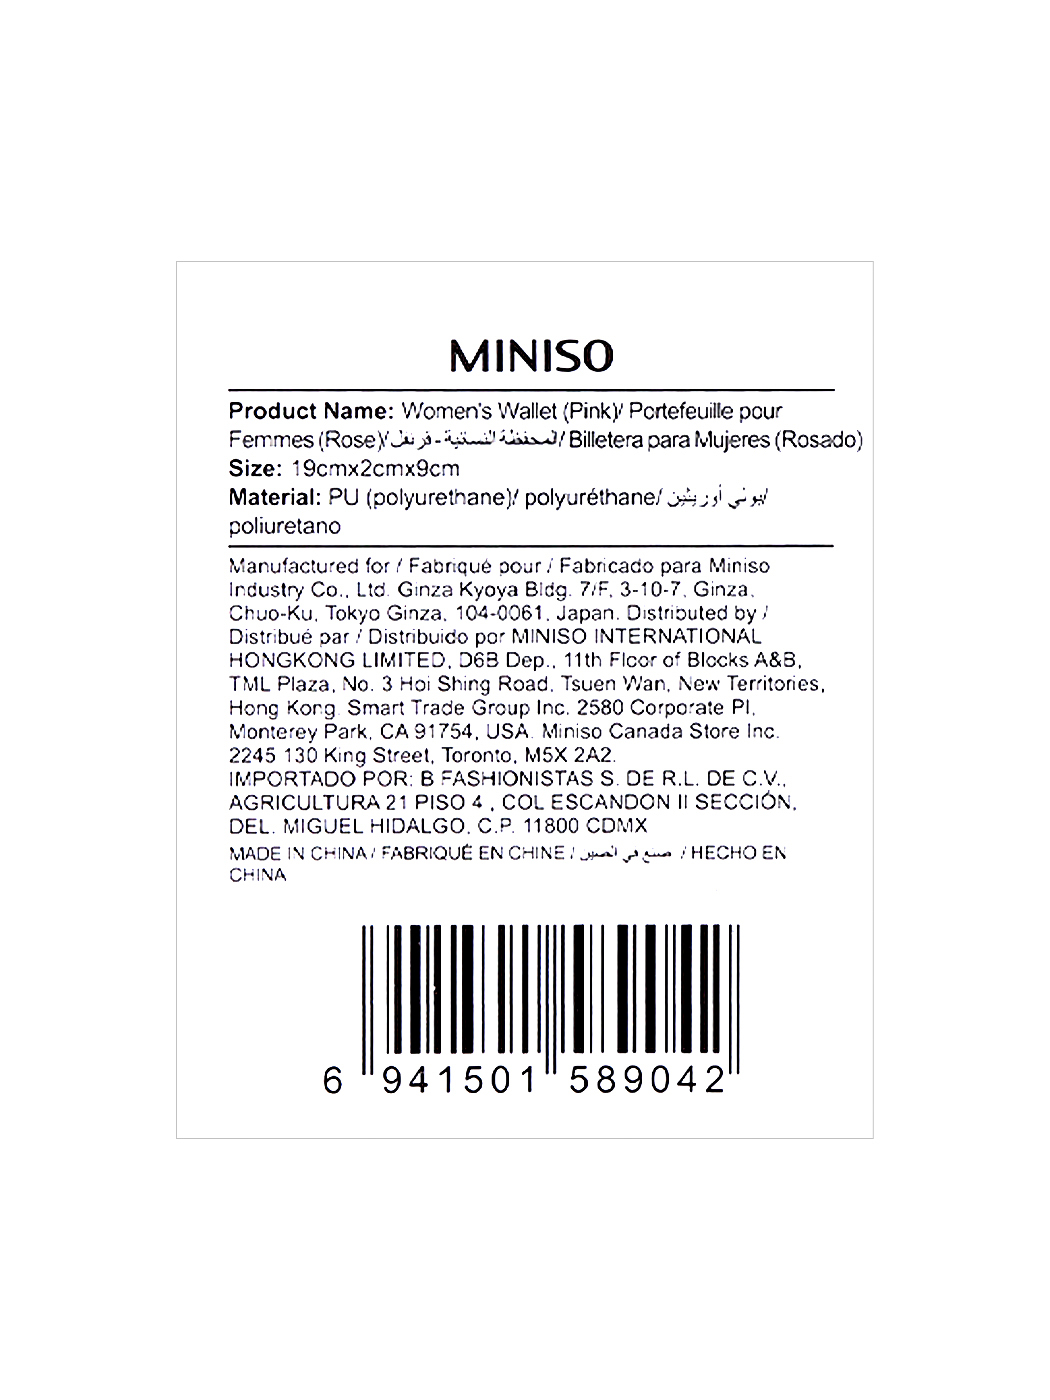 MINISO
Product Name: Women's Wallet (Pink)/ Portefeuille pour
Femmes (Rose)/ / Billetera para Mujeres (Rosado)
Size: 19cmx2cmx9cm
Material: PU (polyurethane)/ polyuréthane/
poliuretano
Manufactured for / Fabriqué pour / Fabricado para Miniso
Industry Co., Ltd. Ginza Kyoya Bldg. 7/F, 3-10-7, Ginza,
Chuo-Ku, Tokyo Ginza, 104-0061, Japan. Distributed by /
Distribué par / Distribuido por MINISO INTERNATIONAL
HONGKONG LIMITED, D6B Dep., 11th Floor of Blocks A&B,
TML Plaza, No. 3 Hoi Shing Road, Tsuen Wan, New Territories,
Hong Kong. Smart Trade Group Inc. 2580 Corporate Pl,
Monterey Park, CA 91754, USA. Miniso Canada Store Inc.
2245 130 King Street, Toronto, M5X 2A2.
IMPORTADO POR: B FASHIONISTAS S. DE R.L. DE C.V.,
AGRICULTURA 21 PISO 4 , COL ESCANDON II SECCIÓN,
DEL. MIGUEL HIDALGO, C.P. 11800 CDMX
MADE IN CHINA / FABRIQUÉ EN CHINE / صنع في الصين / HECHO EN
CHINA
6 941501 589042